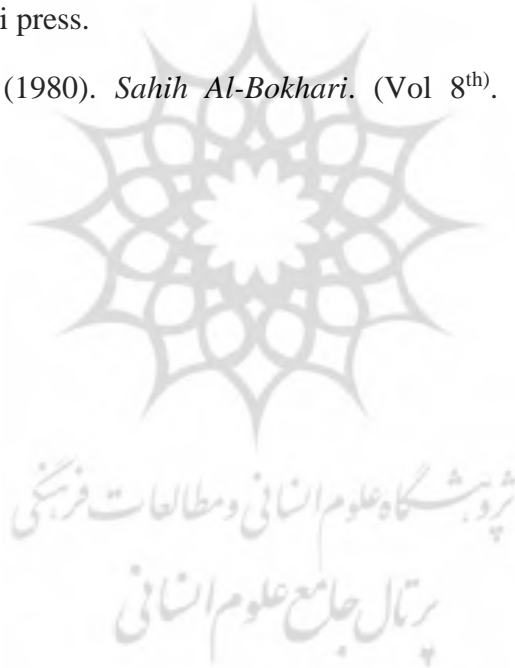 i press.
(1980). Sahih Al-Bokhari. (Vol 8th).
پژوهشگاه علوم انسانی و مطالعات فرهنگی
پرتال جامع علوم انسانی